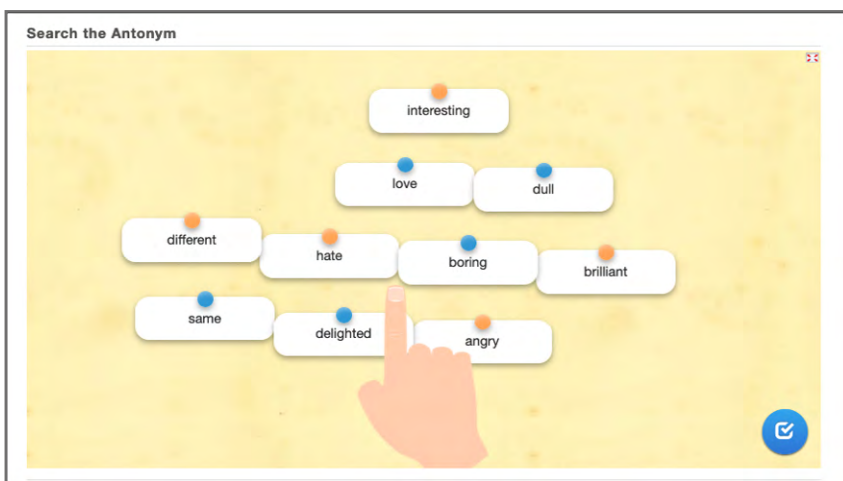 Search the Antonym
interesting
love
dull
different
hate
boring
brilliant
same
delighted
angry